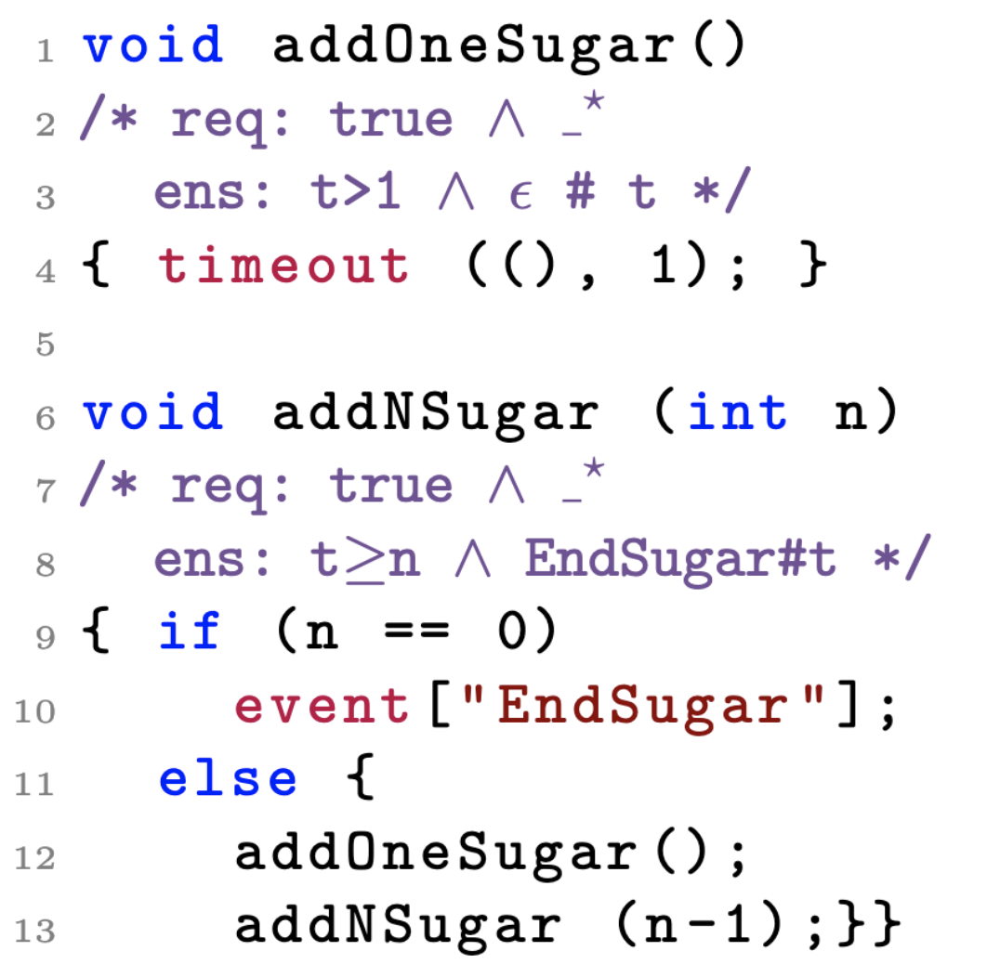 1 void addOneSugar()
2 /* req: true ∧ _⋆
3 ens: t>1 ∧ ϵ # t */
4 { timeout ((), 1); }
5
6 void addNSugar (int n)
7 /* req: true ∧ _⋆
8 ens: t≥n ∧ EndSugar#t */
9 { if (n == 0)
10 event["EndSugar"];
11 else {
12 addOneSugar();
13 addNSugar (n-1);}}